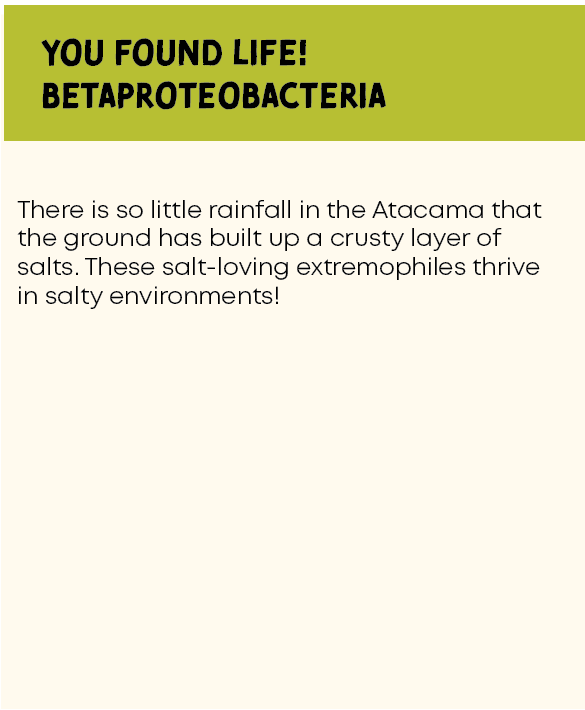 YOU FOUND LIFE!
BETAPROTEOBACTERIA
There is so little rainfall in the Atacama that
the ground has built up a crusty layer of
salts. These salt-loving extremophiles thrive
in salty environments!